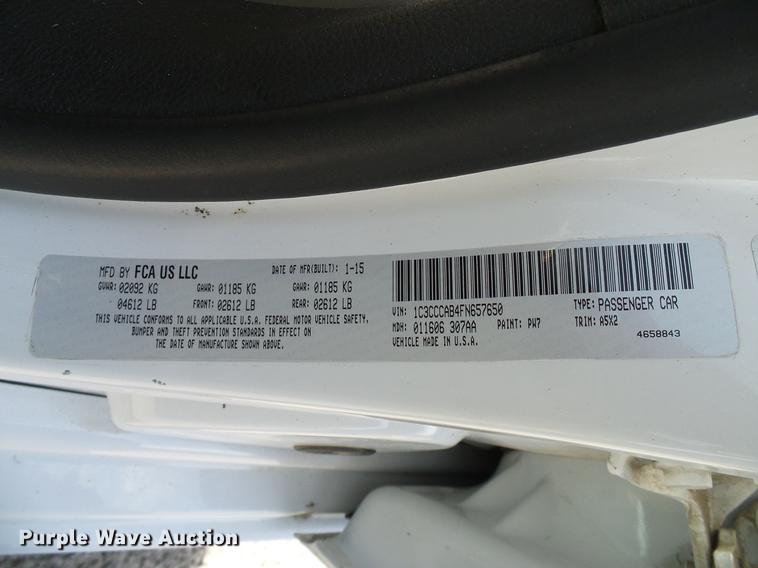 MFD BY FCA US LLC DATE OF MFR(BUILT): 1-15
GVWR: 02092 KG GAWR: 01185 KG GAWR: 01185 KG
04612 LB FRONT: 02612 LB REAR: 02612 LB
THIS VEHICLE CONFORMS TO ALL APPLICABLE U.S.A. FEDERAL MOTOR VEHICLE SAFETY,
BUMPER AND THEFT PREVENTION STANDARDS IN EFFECT ON
THE DATE OF MANUFACTURE SHOWN ABOVE.
VIN: 1C3CCCAB4FN657650 TYPE: PASSENGER CAR
MDH: 011606 307AA PAINT: PW7 TRIM: A5X2
VEHICLE MADE IN U.S.A. 4658843
Purple Wave Auction